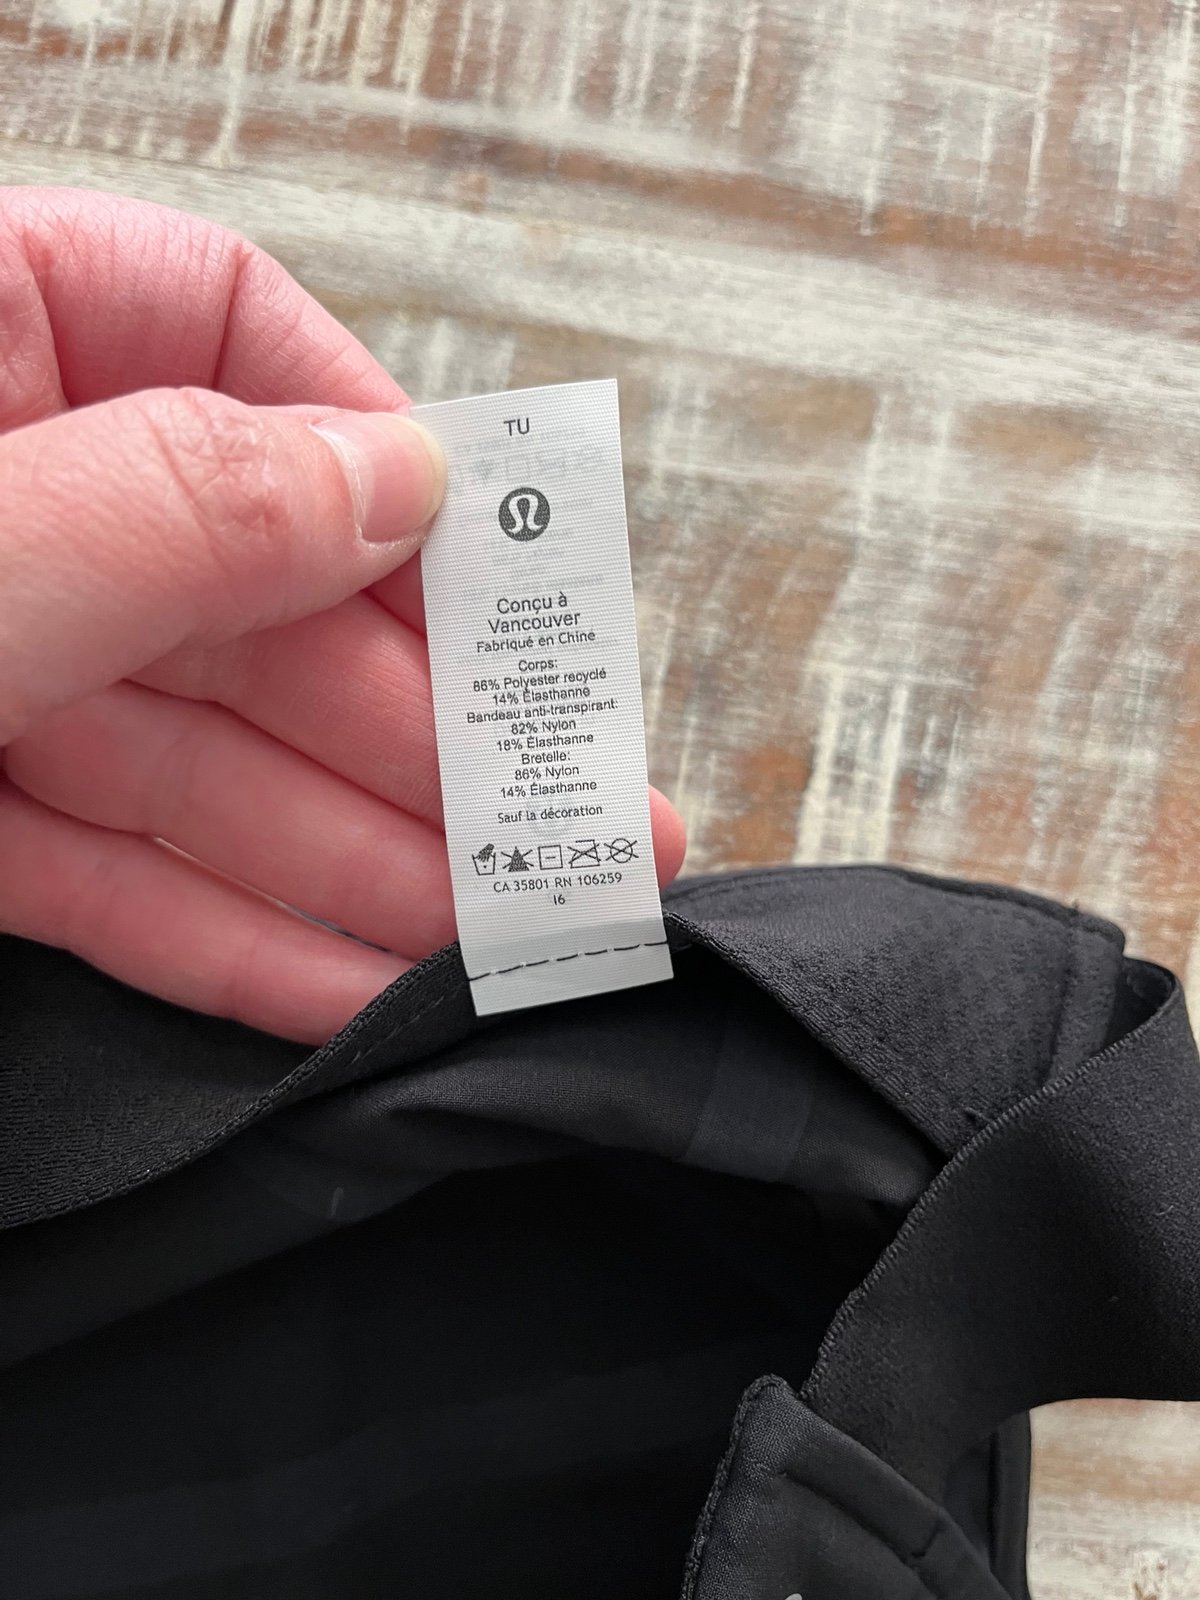 TU
Conçu à
Vancouver
Fabriqué en Chine
Corps:
86% Polyester recyclé
14% Élasthanne
Bandeau anti-transpirant:
82% Nylon
18% Élasthanne
Bretelle:
86% Nylon
14% Élasthanne
Sauf la décoration
CA 35801 RN 106259
16